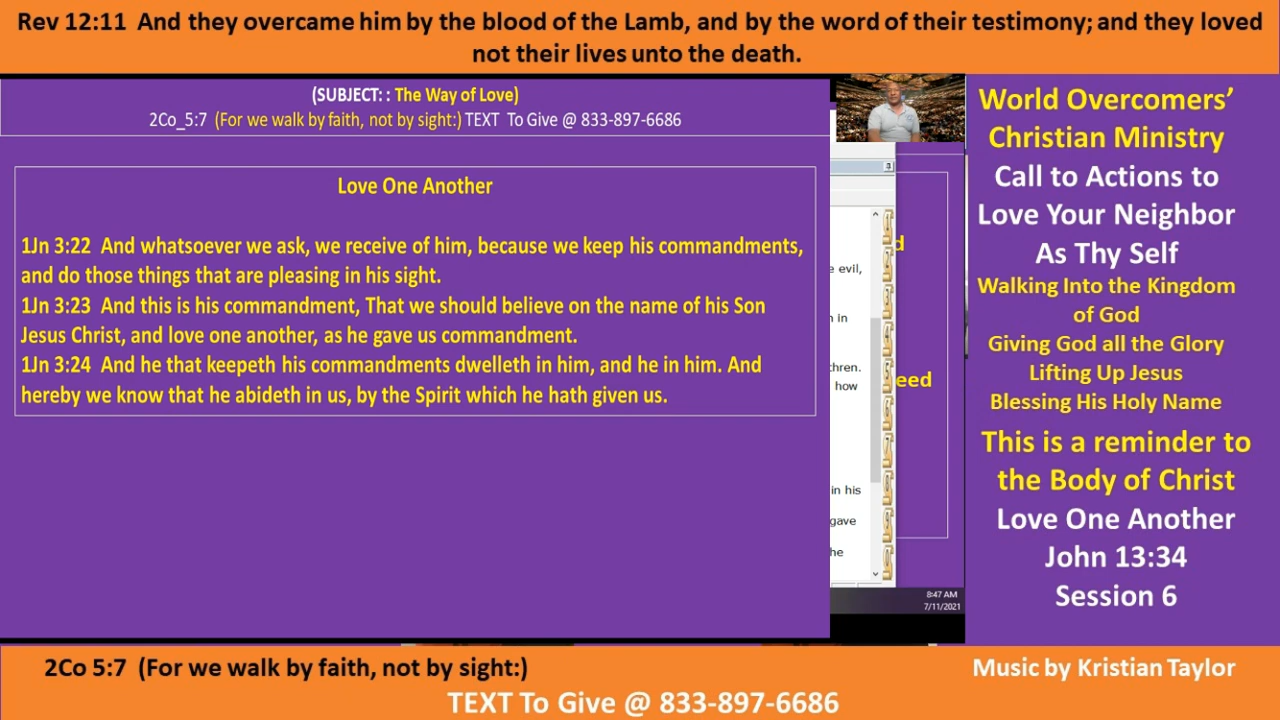 Rev 12:11  And they overcame him by the blood of the Lamb, and by the word of their testimony; and they loved
not their lives unto the death.
(SUBJECT: : The Way of Love)
2Co_5:7  (For we walk by faith, not by sight:) TEXT  To Give @ 833-897-6686
Love One Another
1Jn 3:22  And whatsoever we ask, we receive of him, because we keep his commandments,
and do those things that are pleasing in his sight.
1Jn 3:23  And this is his commandment, That we should believe on the name of his Son
Jesus Christ, and love one another, as he gave us commandment.
1Jn 3:24  And he that keepeth his commandments dwelleth in him, and he in him. And
hereby we know that he abideth in us, by the Spirit which he hath given us.
e evil,
n in
hren.
how
eed
in his
gave
he
8:47 AM
7/11/2021
World Overcomers’
Christian Ministry
Call to Actions to
Love Your Neighbor
As Thy Self
Walking Into the Kingdom
of God
Giving God all the Glory
Lifting Up Jesus
Blessing His Holy Name
This is a reminder to
the Body of Christ
Love One Another
John 13:34
Session 6
2Co 5:7  (For we walk by faith, not by sight:)
Music by Kristian Taylor
TEXT To Give @ 833-897-6686